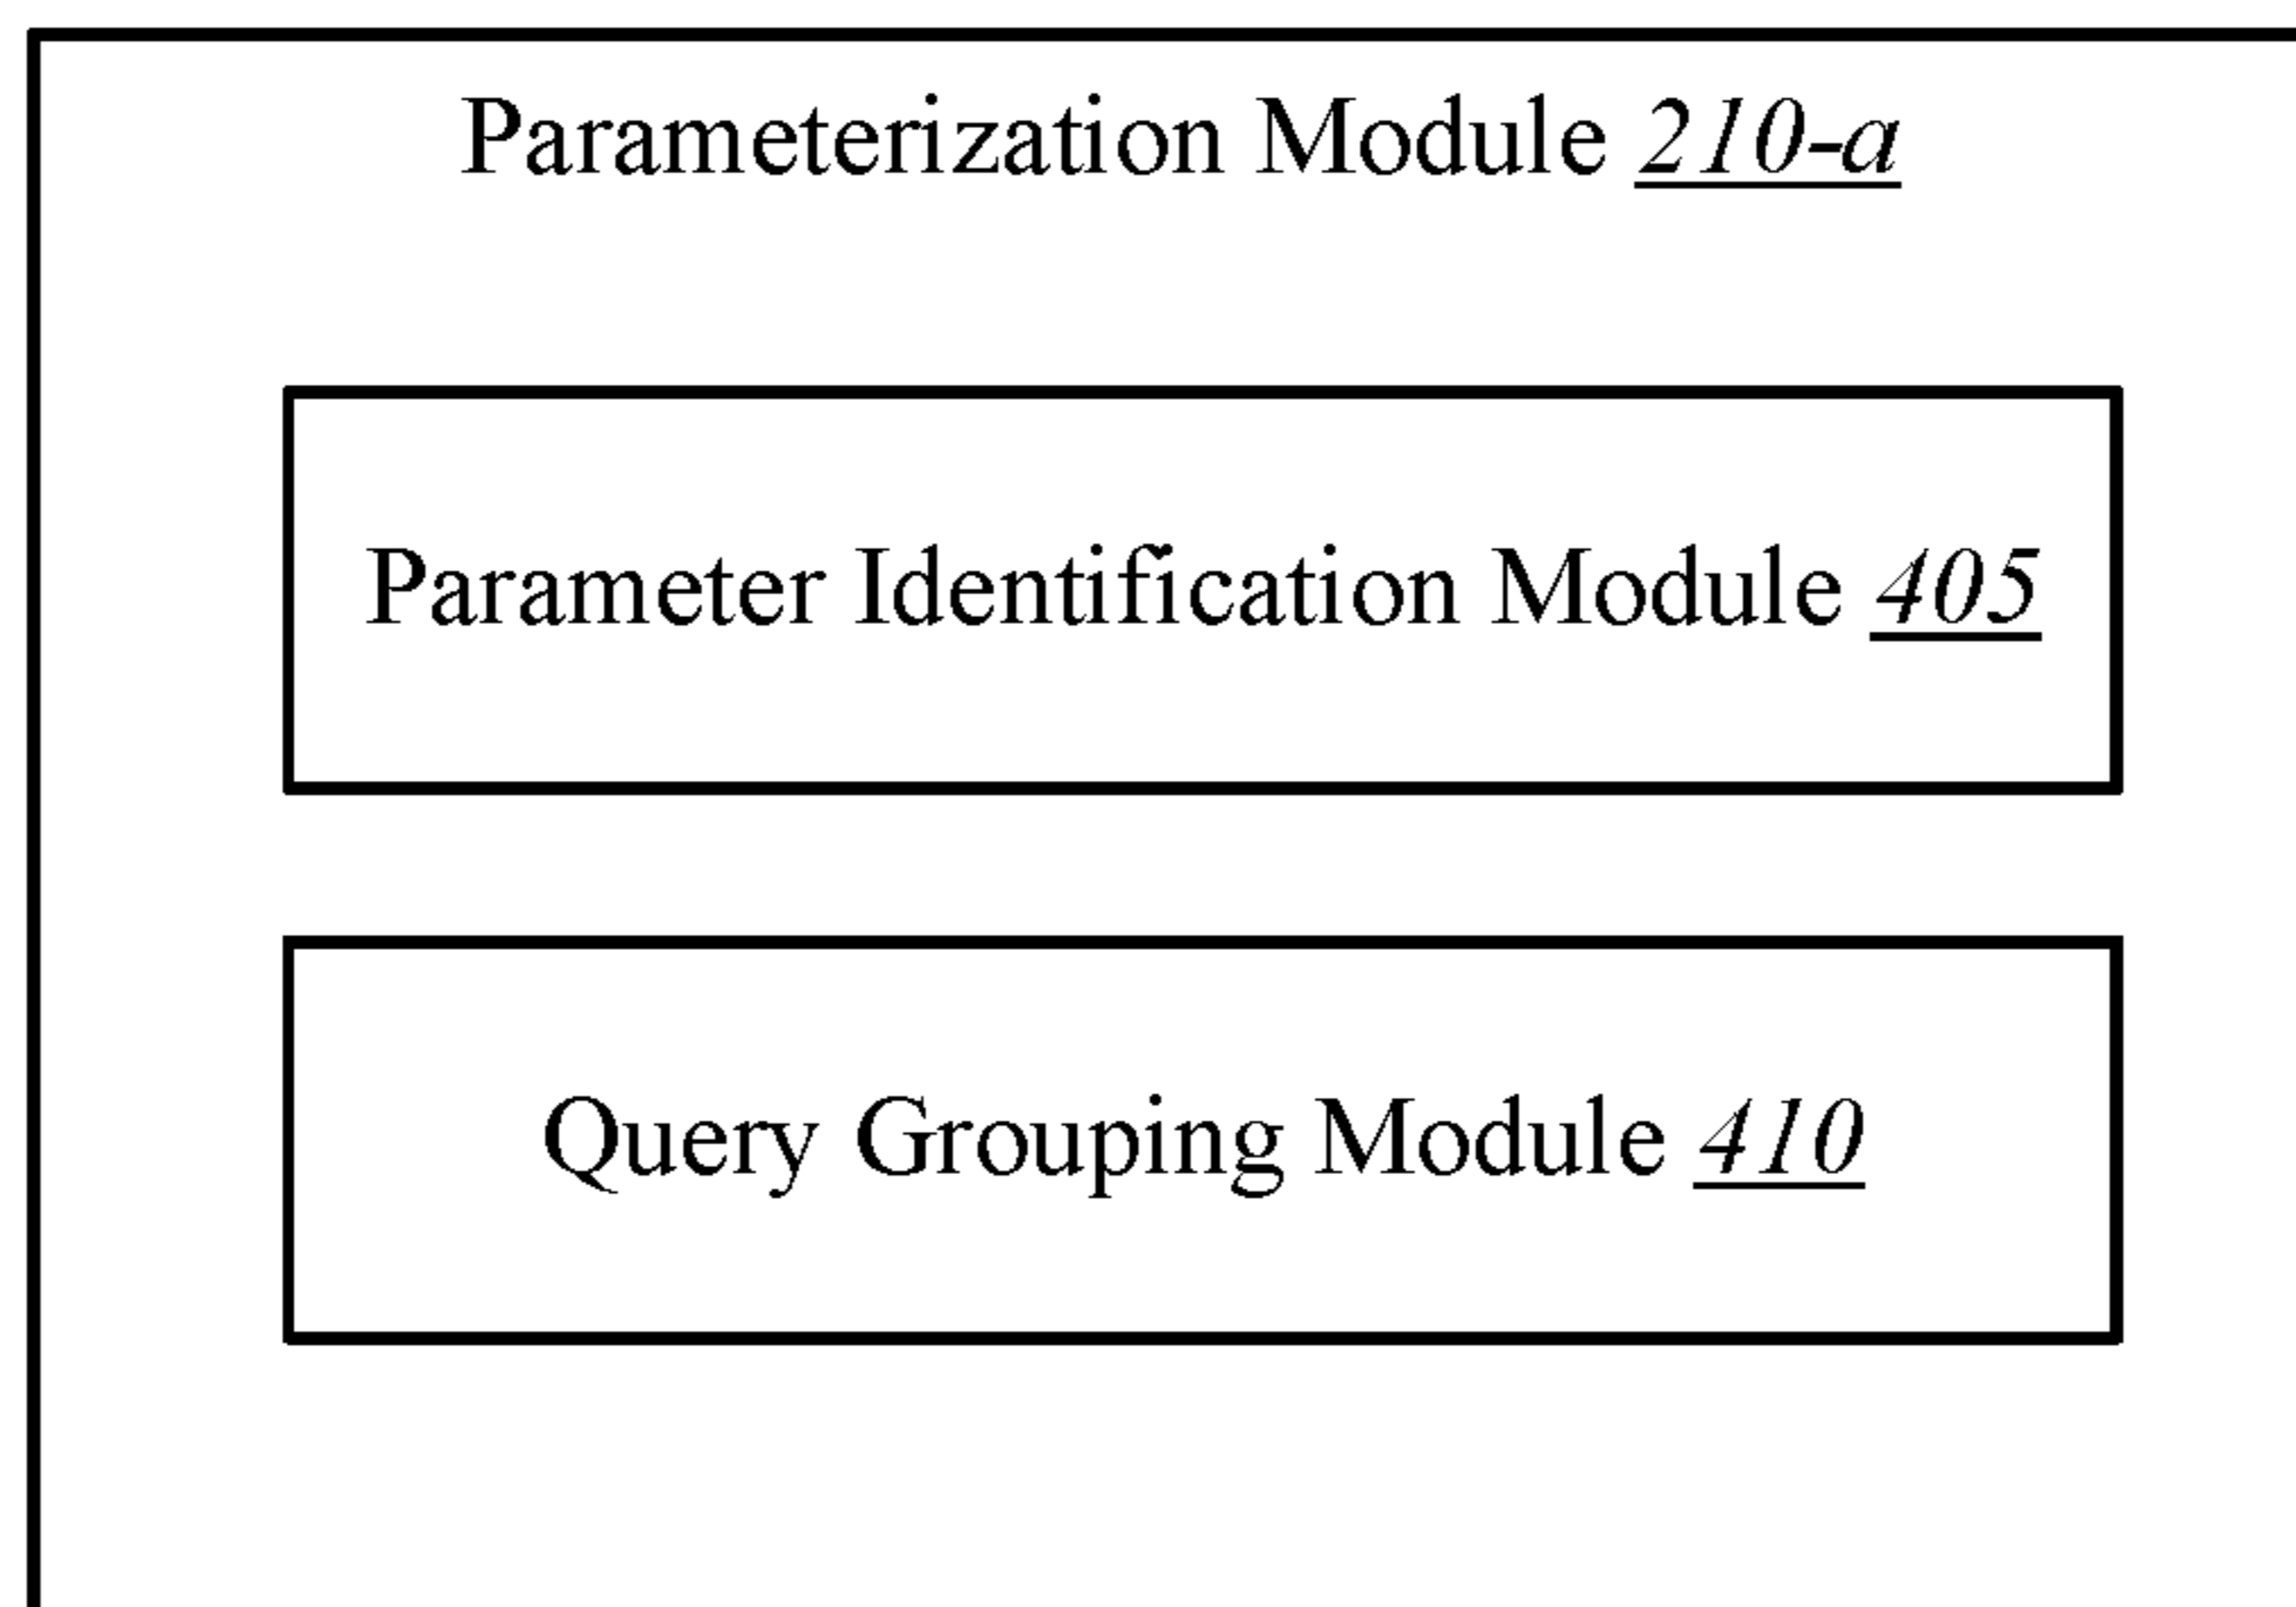 Parameterization Module 210-a
Parameter Identification Module 405
Query Grouping Module 410